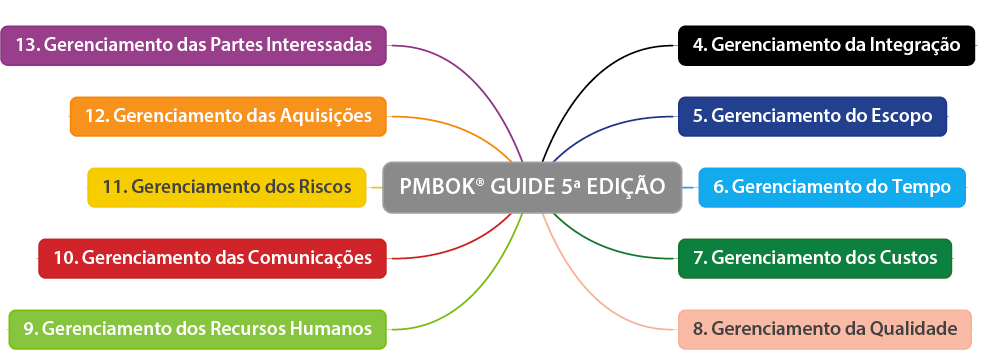 13. Gerenciamento das Partes Interessadas
4. Gerenciamento da Integração
12. Gerenciamento das Aquisições
5. Gerenciamento do Escopo
11. Gerenciamento dos Riscos
PMBOK® GUIDE 5ª EDIÇÃO
6. Gerenciamento do Tempo
10. Gerenciamento das Comunicações
7. Gerenciamento dos Custos
9. Gerenciamento dos Recursos Humanos
8. Gerenciamento da Qualidade